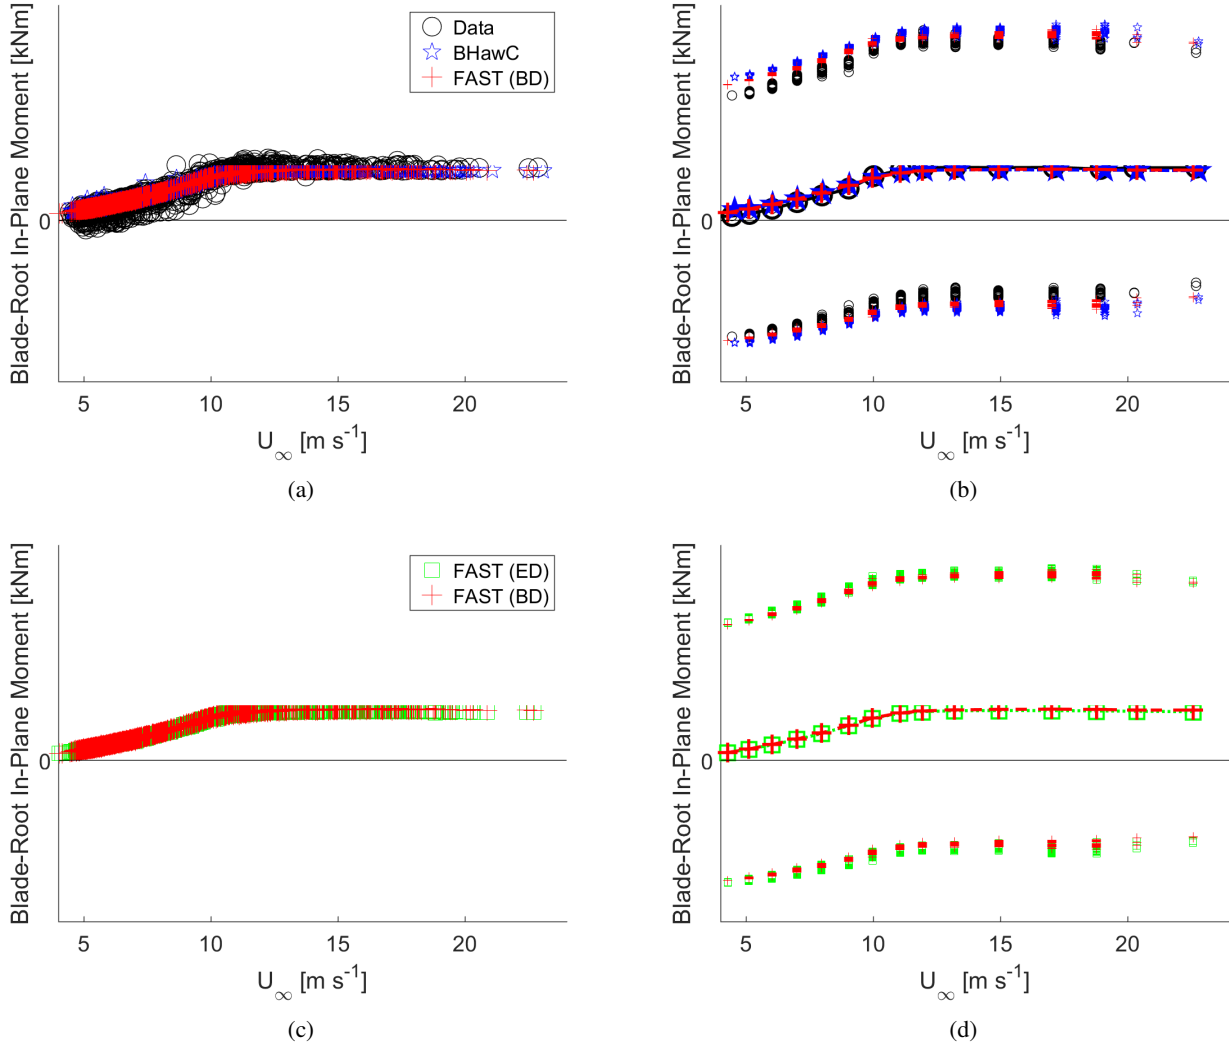 Blade-Root In-Plane Moment [kNm]
Data
BHawC
FAST (BD)
0
5 10 15 20
U∞ [m s-1]
(a)
Blade-Root In-Plane Moment [kNm]
0
5 10 15 20
U∞ [m s-1]
(b)
Blade-Root In-Plane Moment [kNm]
FAST (ED)
FAST (BD)
0
5 10 15 20
U∞ [m s-1]
(c)
Blade-Root In-Plane Moment [kNm]
0
5 10 15 20
U∞ [m s-1]
(d)